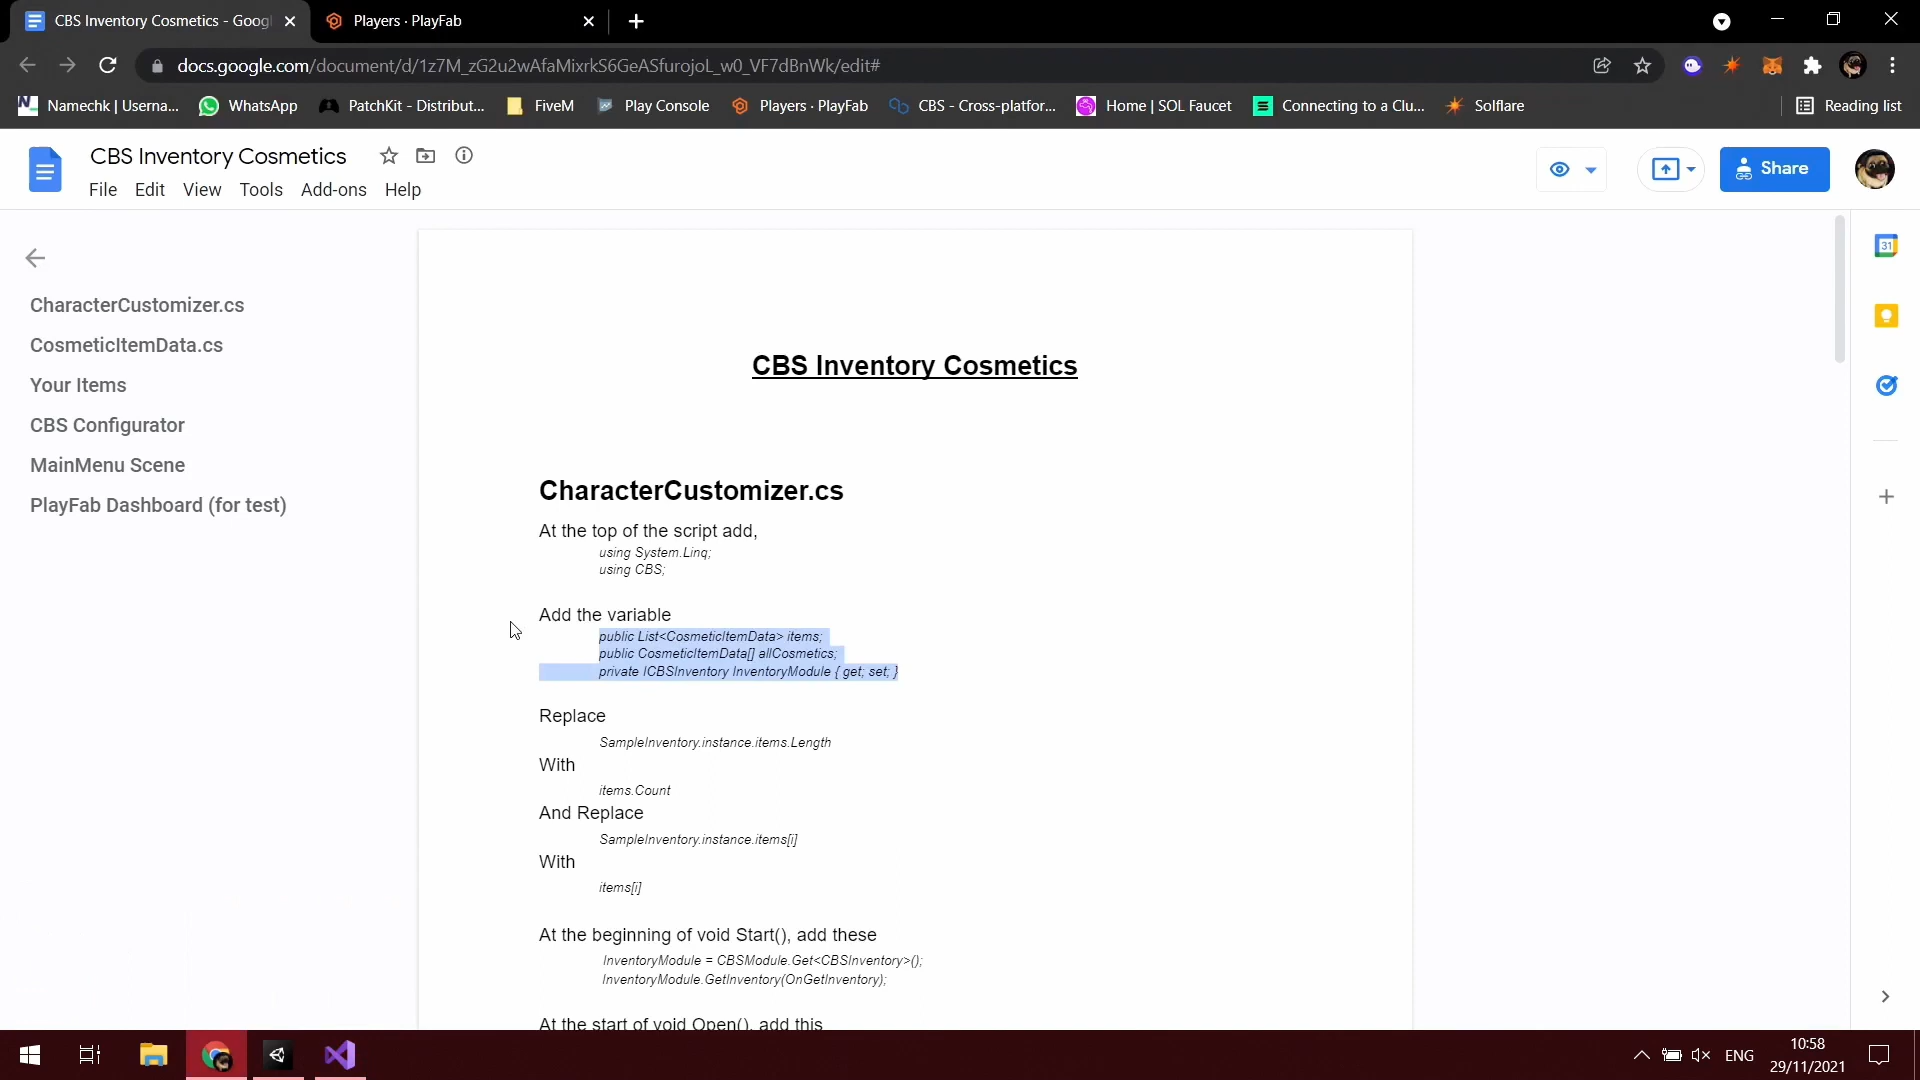 CBS Inventory Cosmetics - Goog
Players · PlayFab
docs.google.com/document/d/1z7M_zG2u2wAfaMixrkS6GeASfurojoL_w0_VF7dBnWk/edit#
Namechk | Userna...
WhatsApp
PatchKit - Distribut...
FiveM
Play Console
Players · PlayFab
CBS - Cross-platfor...
Home | SOL Faucet
Connecting to a Clu...
Solflare
Reading list
CBS Inventory Cosmetics
File Edit View Tools Add-ons Help
Share
31
CharacterCustomizer.cs
CosmeticItemData.cs
Your Items
CBS Configurator
MainMenu Scene
PlayFab Dashboard (for test)
CBS Inventory Cosmetics
CharacterCustomizer.cs
At the top of the script add,
using System.Linq;
using CBS;
Add the variable
public List<CosmeticItemData> items;
public CosmeticItemData[] allCosmetics;
private ICBSInventory InventoryModule { get; set; }
Replace
SampleInventory.instance.items.Length
With
items.Count
And Replace
SampleInventory.instance.items[i]
With
items[i]
At the beginning of void Start(), add these
InventoryModule = CBSModule.Get<CBSInventory>();
InventoryModule.GetInventory(OnGetInventory);
At the start of void Open(), add this
ENG
10:58
29/11/2021